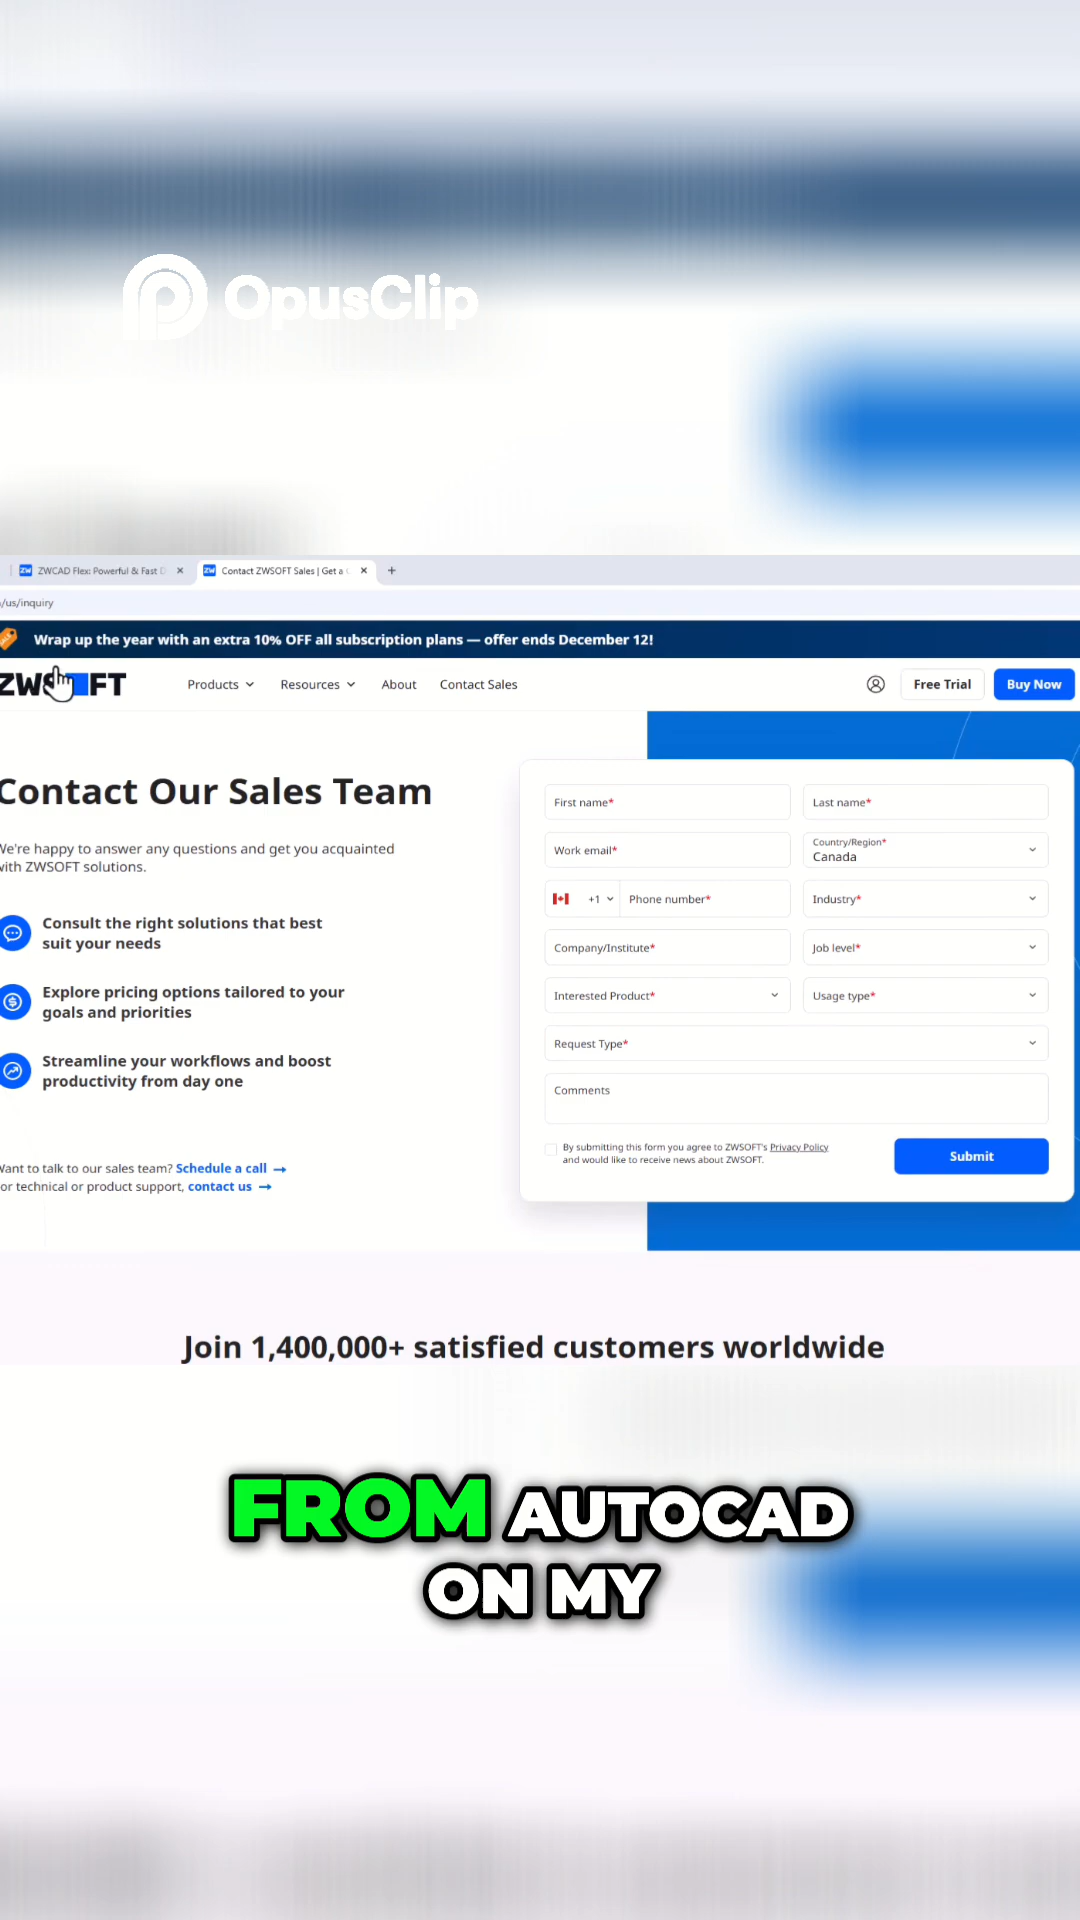 OpusClip
ZWCAD Flex: Powerful & Fast D
Contact ZWSOFT Sales | Get a
/us/inquiry
Wrap up the year with an extra 10% OFF all subscription plans — offer ends December 12!
ZWSOFT
Products
Resources
About
Contact Sales
Free Trial
Buy Now
Contact Our Sales Team
We're happy to answer any questions and get you acquainted
with ZWSOFT solutions.
Consult the right solutions that best
suit your needs
Explore pricing options tailored to your
goals and priorities
Streamline your workflows and boost
productivity from day one
Want to talk to our sales team? Schedule a call →
or technical or product support, contact us →
First name*
Last name*
Work email*
Country/Region*
Canada
+1
Phone number*
Industry*
Company/Institute*
Job level*
Interested Product*
Usage type*
Request Type*
Comments
By submitting this form you agree to ZWSOFT's Privacy Policy
and would like to receive news about ZWSOFT.
Submit
Join 1,400,000+ satisfied customers worldwide
FROM AUTOCAD
ON MY